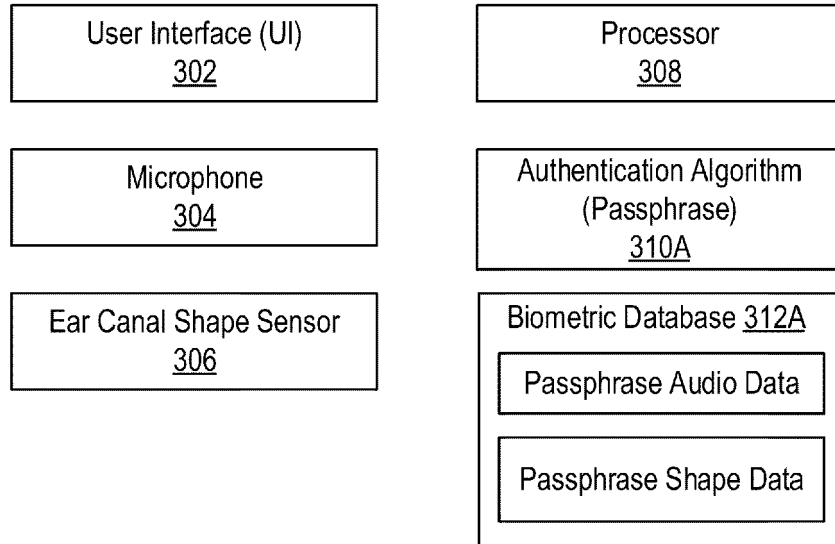 User Interface (UI)
302
Microphone
304
Ear Canal Shape Sensor
306
Processor
308
Authentication Algorithm
(Passphrase)
310A
Biometric Database 312A
Passphrase Audio Data
Passphrase Shape Data